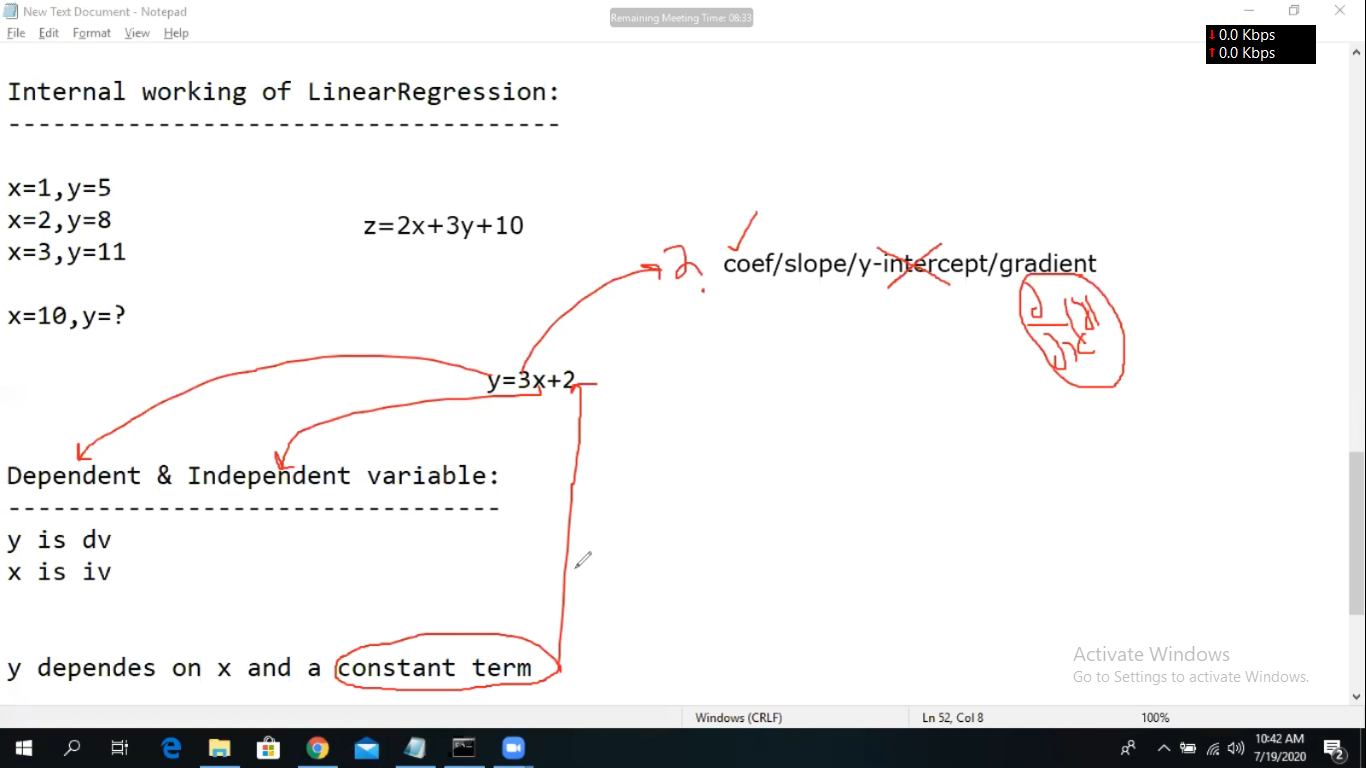 New Text Document - Notepad
Remaining Meeting Time: 08:33
File Edit Format View Help
0.0 Kbps
0.0 Kbps
Internal working of LinearRegression:
-------------------------------------
x=1,y=5
x=2,y=8
x=3,y=11
z=2x+3y+10
coef/slope/y-intercept/gradient
x=10,y=?
y=3x+2
Dependent & Independent variable:
---------------------------------
y is dv
x is iv
y dependes on x and a constant term
Activate Windows
Go to Settings to activate Windows.
Windows (CRLF) Ln 52, Col 8 100%
10:42 AM
7/19/2020
2